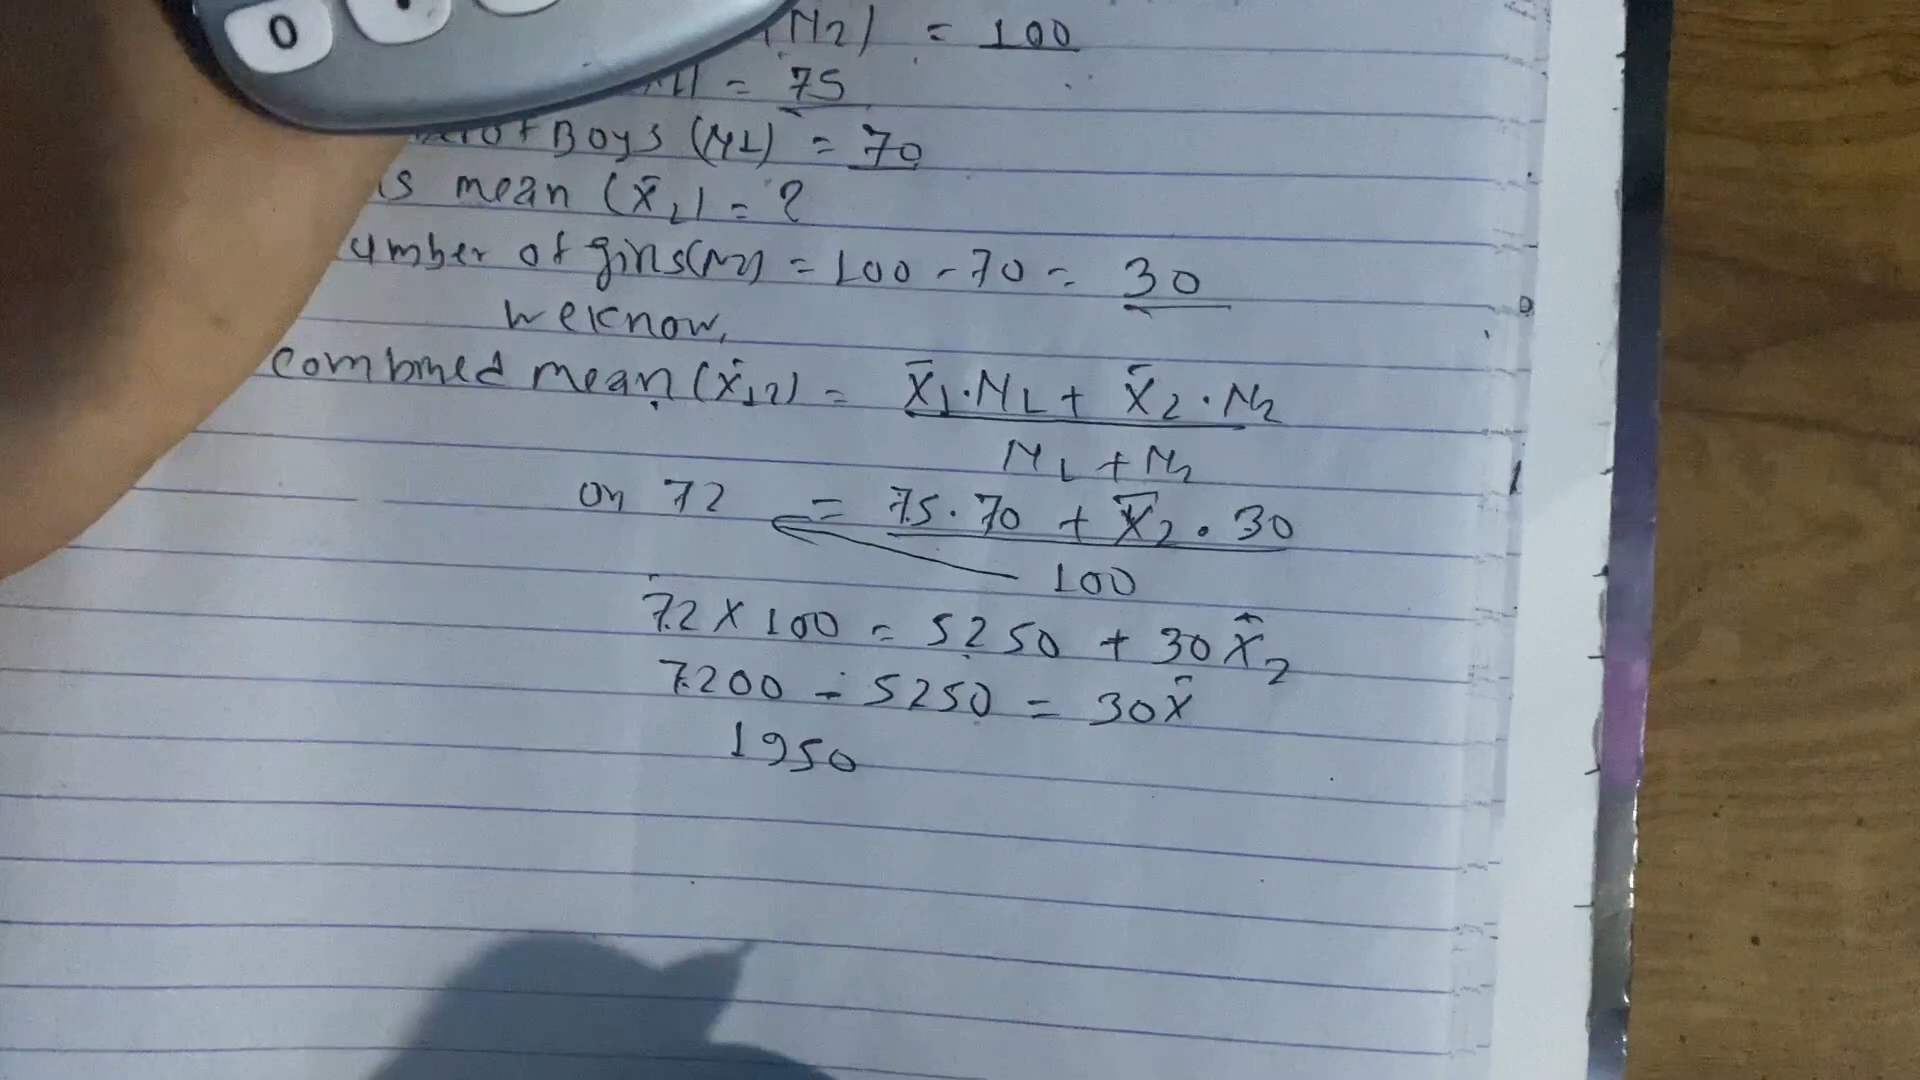 0
N2) = 100
= 75
of Boys (N1) = 70
is mean (x̄2) = ?
umber of girls(N2) = 100 - 70 = 30
we know,
combined mean (x̄12) = x̄1·N1 + x̄2·N2
N1 + N2
or 72 = 75·70 + x̄2·30
100
72 x 100 = 5250 + 30x̄2
7200 - 5250 = 30x̄
1950